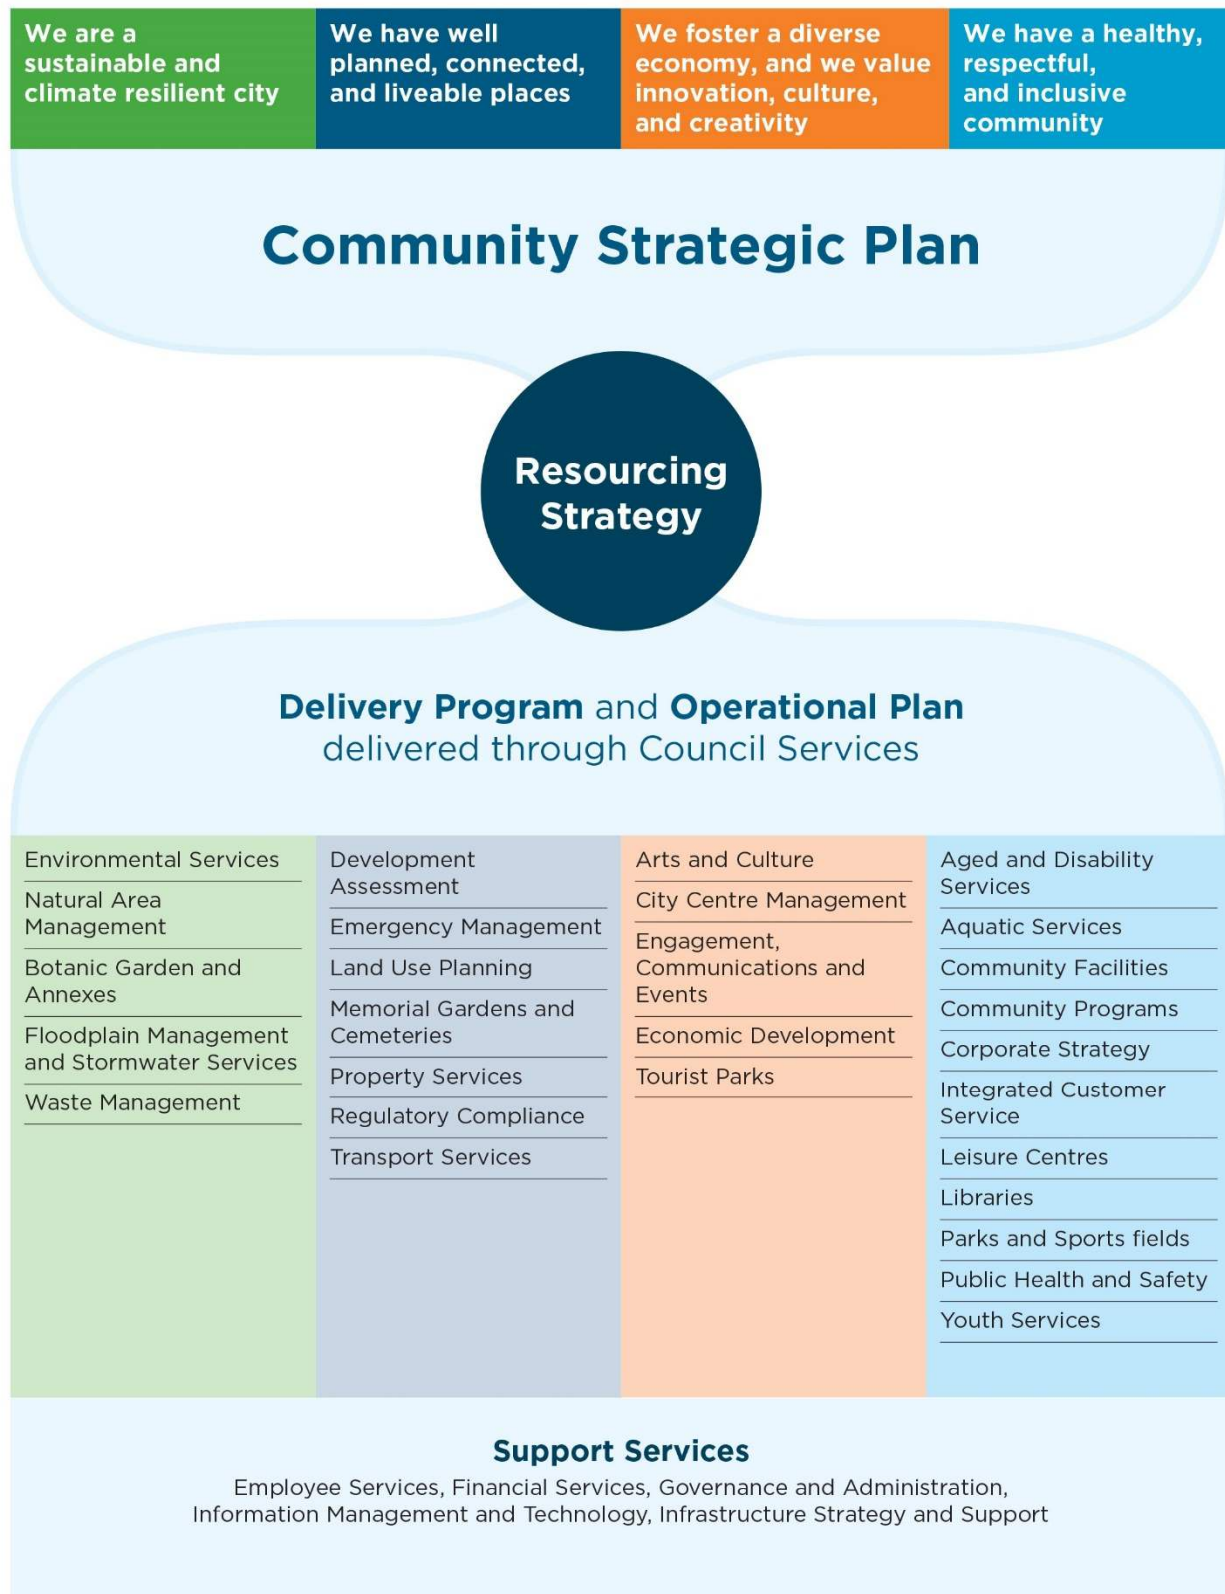 We are a
sustainable and
climate resilient city
We have well
planned, connected,
and liveable places
We foster a diverse
economy, and we value
innovation, culture,
and creativity
We have a healthy,
respectful,
and inclusive
community
Community Strategic Plan
Resourcing
Strategy
Delivery Program and Operational Plan
delivered through Council Services
Environmental Services
Natural Area
Management
Botanic Garden and
Annexes
Floodplain Management
and Stormwater Services
Waste Management
Development
Assessment
Emergency Management
Land Use Planning
Memorial Gardens and
Cemeteries
Property Services
Regulatory Compliance
Transport Services
Arts and Culture
City Centre Management
Engagement,
Communications and
Events
Economic Development
Tourist Parks
Aged and Disability
Services
Aquatic Services
Community Facilities
Community Programs
Corporate Strategy
Integrated Customer
Service
Leisure Centres
Libraries
Parks and Sports fields
Public Health and Safety
Youth Services
Support Services
Employee Services, Financial Services, Governance and Administration,
Information Management and Technology, Infrastructure Strategy and Support